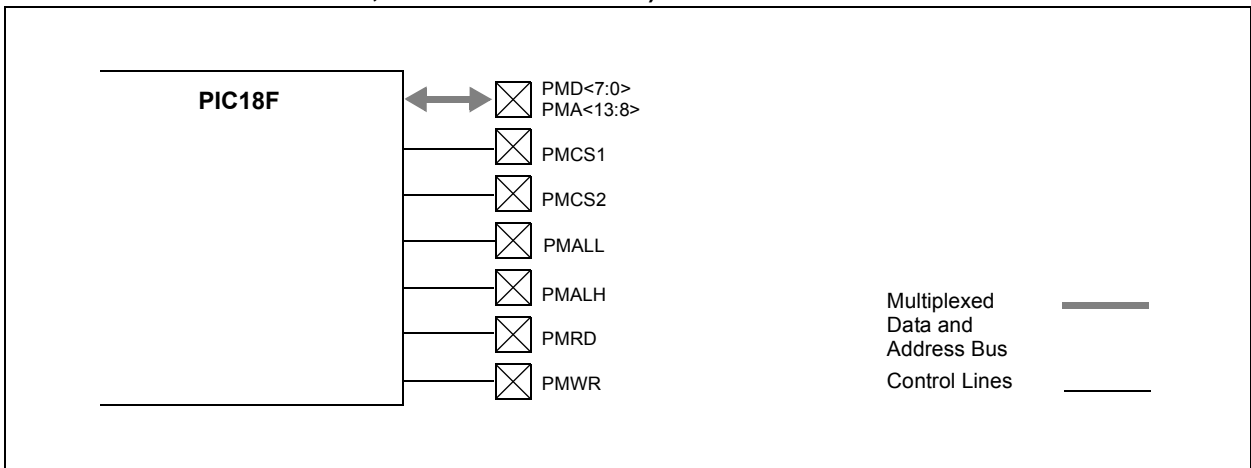 PIC18F
PMD<7:0>
PMA<13:8>
PMCS1
PMCS2
PMALL
PMALH
PMRD
PMWR
Multiplexed
Data and
Address Bus
Control Lines